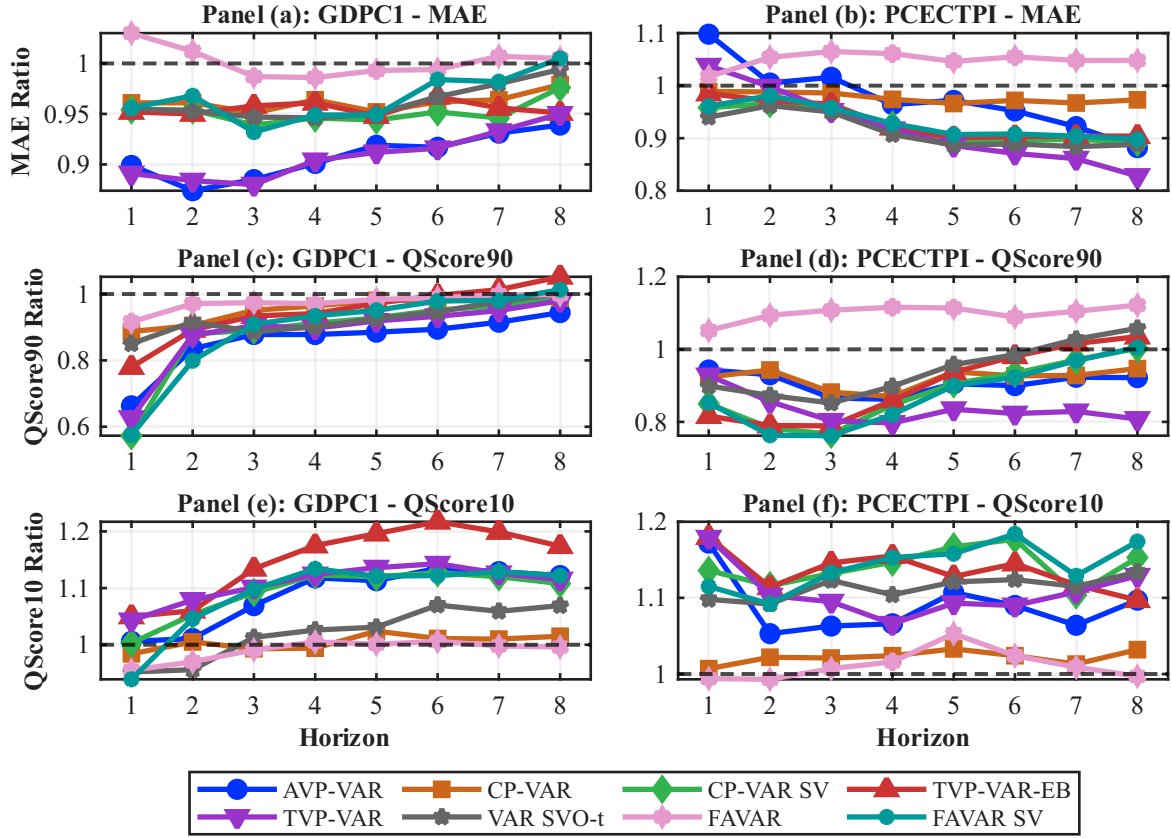 Panel (a): GDPC1 - MAE
MAE Ratio
1
0.95
0.9
1 2 3 4 5 6 7 8
Panel (b): PCECTPI - MAE
1.1
1
0.9
0.8
1 2 3 4 5 6 7 8
Panel (c): GDPC1 - QScore90
QScore90 Ratio
1
0.8
0.6
1 2 3 4 5 6 7 8
Panel (d): PCECTPI - QScore90
1.2
1
0.8
1 2 3 4 5 6 7 8
Panel (e): GDPC1 - QScore10
QScore10 Ratio
1.2
1.1
1
1 2 3 4 5 6 7 8
Horizon
Panel (f): PCECTPI - QScore10
1.2
1.1
1
1 2 3 4 5 6 7 8
Horizon
AVP-VAR CP-VAR CP-VAR SV TVP-VAR-EB
TVP-VAR VAR SVO-t FAVAR FAVAR SV